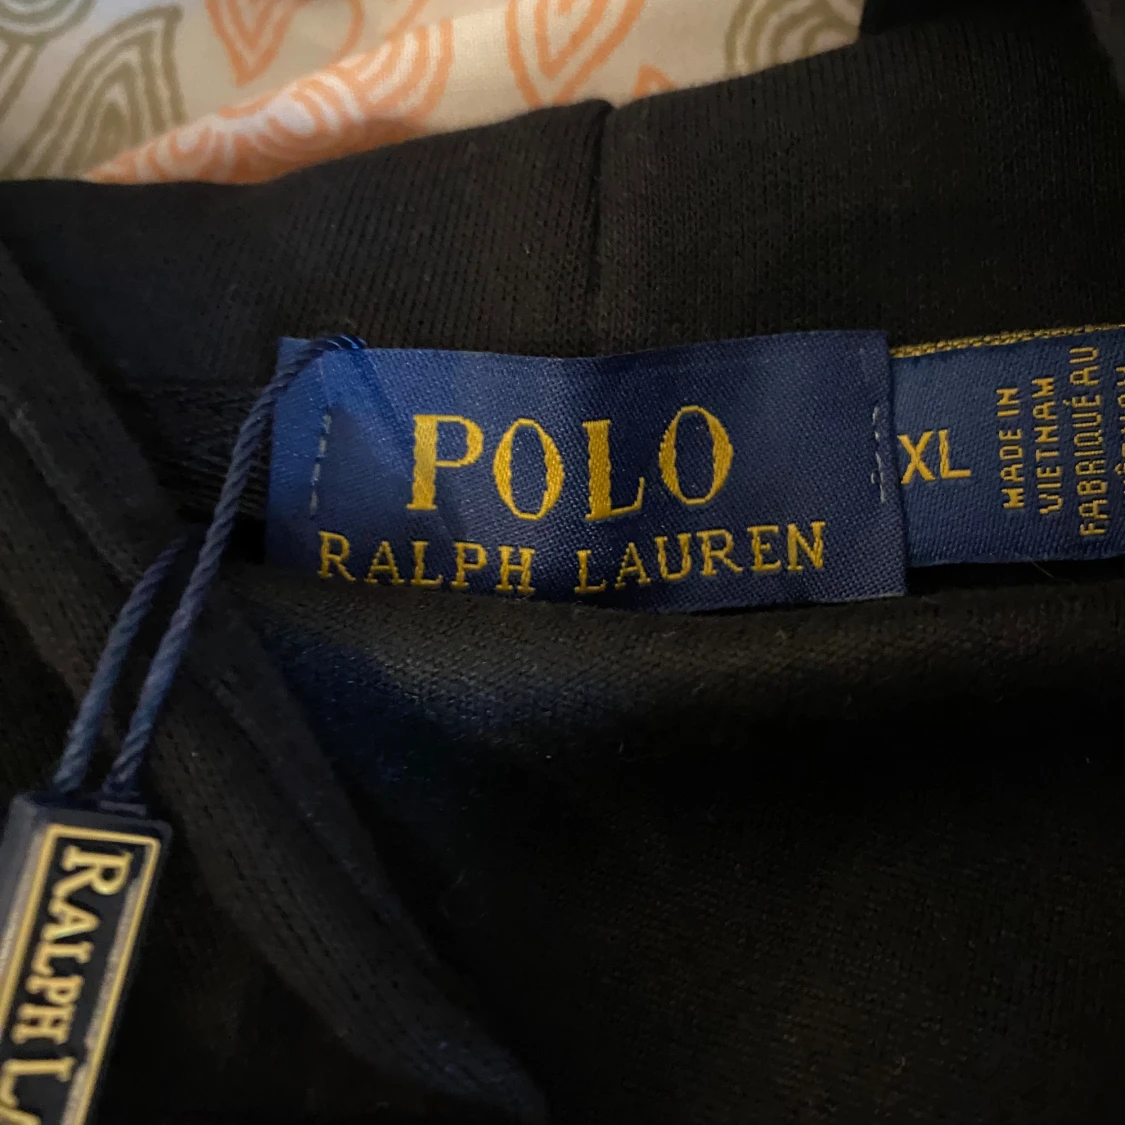 POLO
RALPH LAUREN
XL
MADE IN
VIETNAM
FABRIQUÉ AU
RALPH